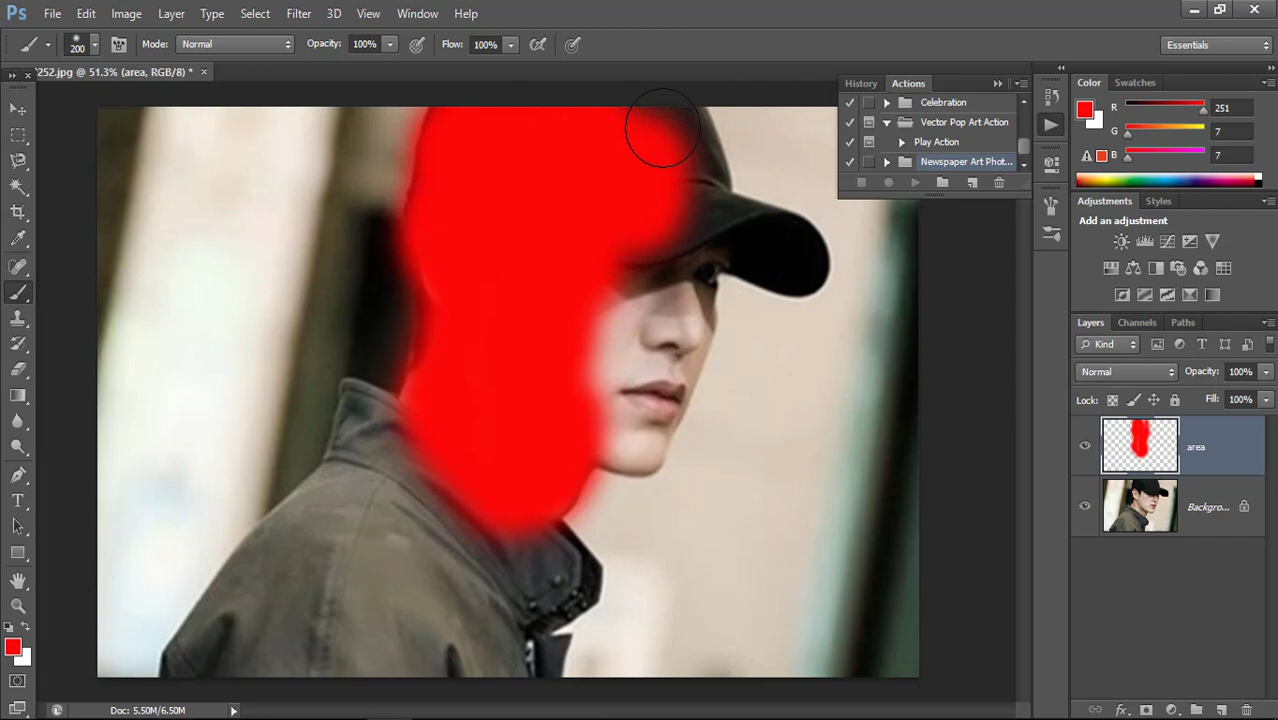 Ps File Edit Image Layer Type Select Filter 3D View Window Help
200 Mode: Normal Opacity: 100% Flow: 100% Essentials
252.jpg @ 51.3% (area, RGB/8) * ×
History Actions
Celebration
Vector Pop Art Action
Play Action
Newspaper Art Phot...
Color Swatches
R 251
G 7
B 7
Adjustments Styles
Add an adjustment
Layers Channels Paths
Kind
Normal Opacity: 100%
Lock: Fill: 100%
area
Backgro...
Doc: 5.50M/6.50M